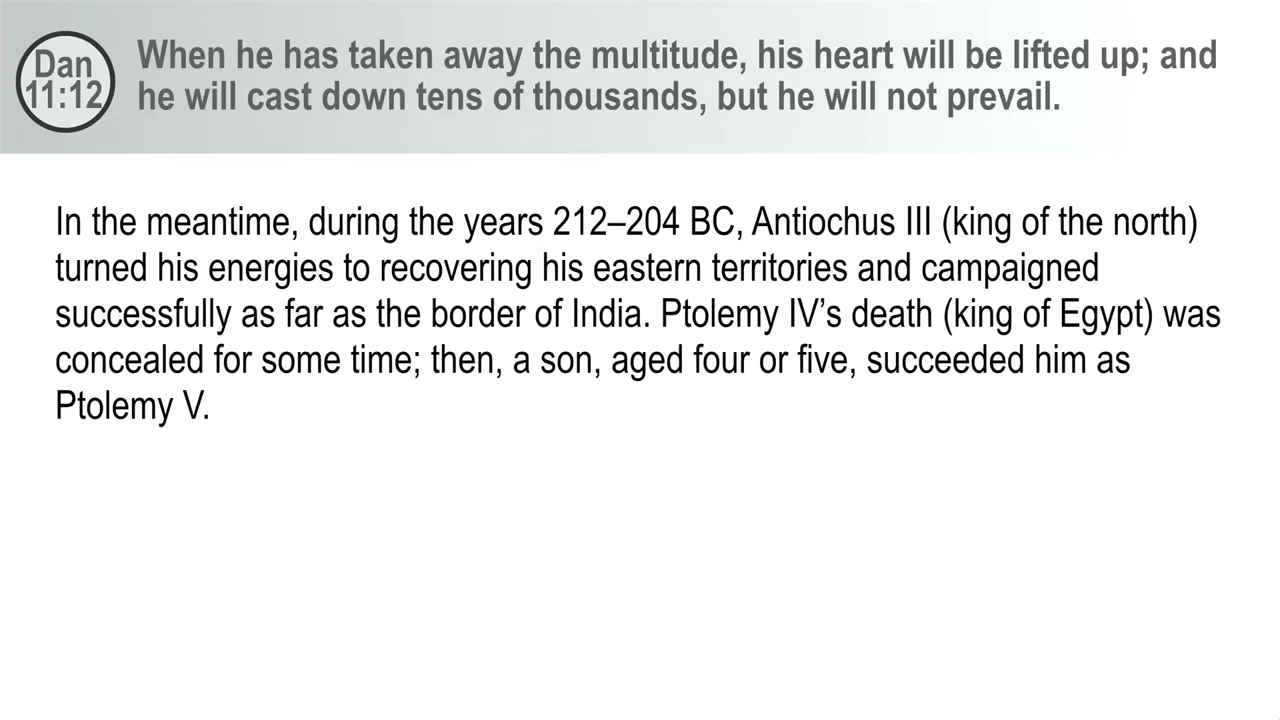 Dan
11:12
When he has taken away the multitude, his heart will be lifted up; and
he will cast down tens of thousands, but he will not prevail.
In the meantime, during the years 212–204 BC, Antiochus III (king of the north)
turned his energies to recovering his eastern territories and campaigned
successfully as far as the border of India. Ptolemy IV’s death (king of Egypt) was
concealed for some time; then, a son, aged four or five, succeeded him as
Ptolemy V.